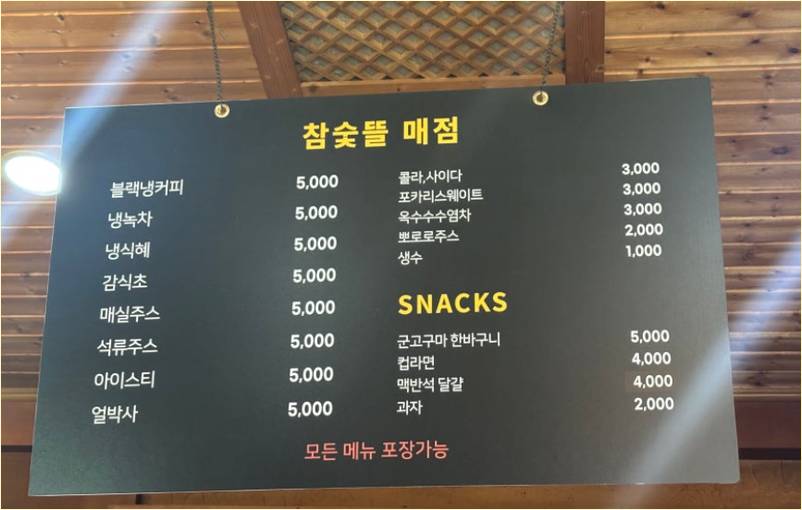 참숯뜰 매점
블랙냉커피 5,000
냉녹차 5,000
냉식혜 5,000
감식초 5,000
매실주스 5,000
석류주스 5,000
아이스티 5,000
얼박사 5,000
콜라,사이다 3,000
포카리스웨이트 3,000
옥수수수염차 3,000
뽀로로주스 2,000
생수 1,000
SNACKS
군고구마 한바구니 5,000
컵라면 4,000
맥반석 달걀 4,000
과자 2,000
모든 메뉴 포장가능